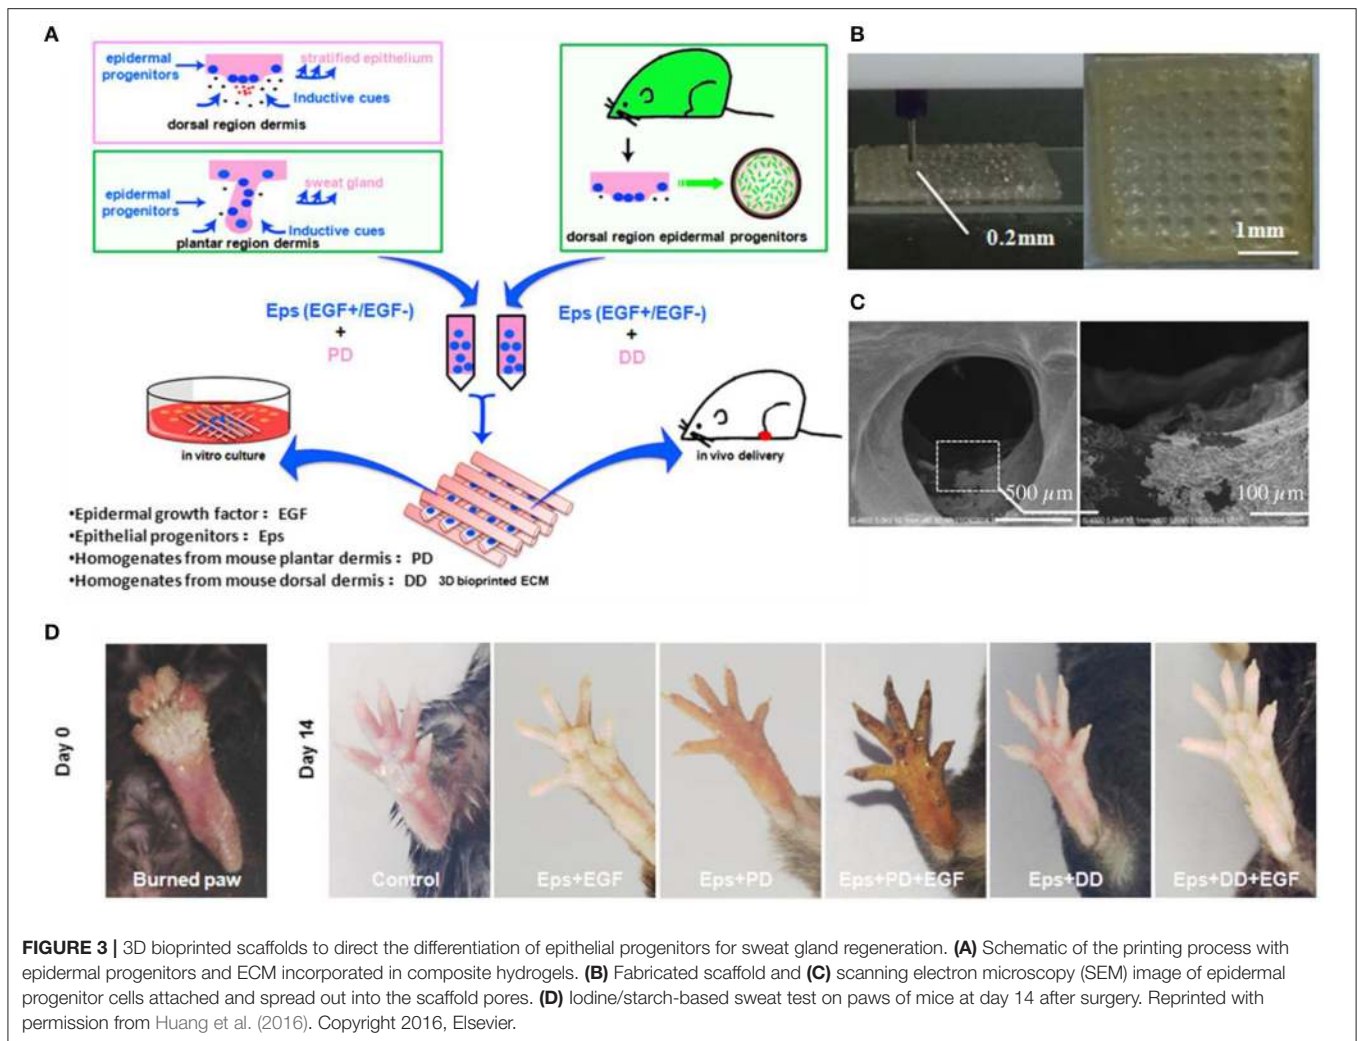 A
epidermal
progenitors
stratified epithelium
Inductive cues
dorsal region dermis
epidermal
progenitors
sweat gland
Inductive cues
plantar region dermis
dorsal region epidermal progenitors
Eps (EGF+/EGF-)
+
PD
Eps (EGF+/EGF-)
+
DD
in vitro culture
in vivo delivery
•Epidermal growth factor： EGF
•Epithelial progenitors： Eps
•Homogenates from mouse plantar dermis： PD
•Homogenates from mouse dorsal dermis： DD
3D bioprinted ECM
B
0.2mm
1mm
C
500 μm
100 μm
D
Day 0
Burned paw
Day 14
Control
Eps+EGF
Eps+PD
Eps+PD+EGF
Eps+DD
Eps+DD+EGF
FIGURE 3 | 3D bioprinted scaffolds to direct the differentiation of epithelial progenitors for sweat gland regeneration. (A) Schematic of the printing process with
epidermal progenitors and ECM incorporated in composite hydrogels. (B) Fabricated scaffold and (C) scanning electron microscopy (SEM) image of epidermal
progenitor cells attached and spread out into the scaffold pores. (D) Iodine/starch-based sweat test on paws of mice at day 14 after surgery. Reprinted with
permission from Huang et al. (2016). Copyright 2016, Elsevier.